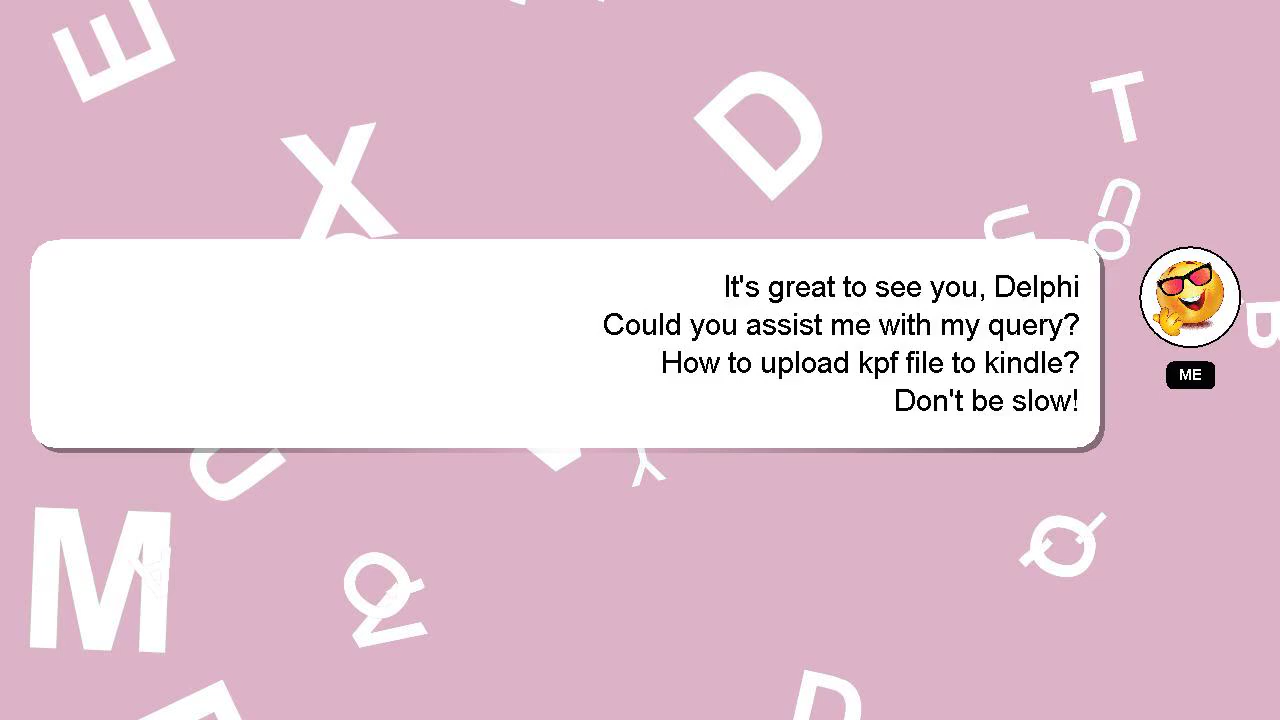 It's great to see you, Delphi
Could you assist me with my query?
How to upload kpf file to kindle?
Don't be slow!
ME